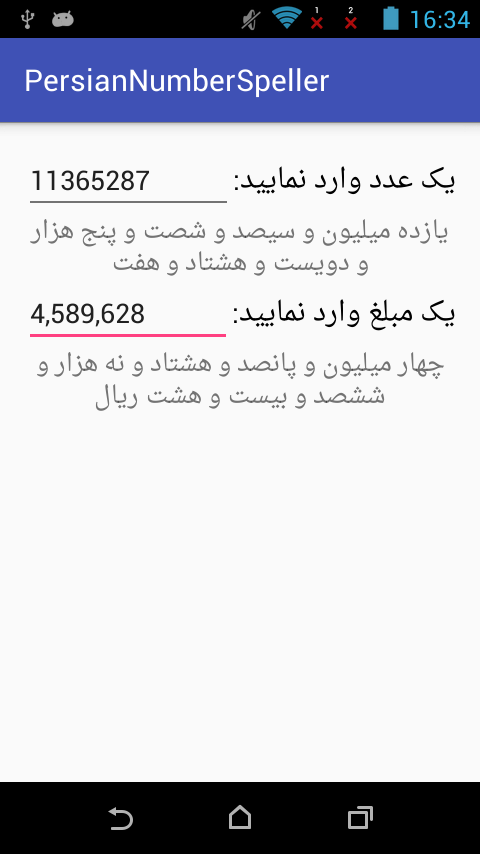 1 2 16:34
PersianNumberSpeller
یک عدد وارد نمایید: 11365287
یازده میلیون و سیصد و شصت و پنج هزار
و دویست و هشتاد و هفت
یک مبلغ وارد نمایید: 4,589,628
چهار میلیون و پانصد و هشتاد و نه هزار و
ششصد و بیست و هشت ریال